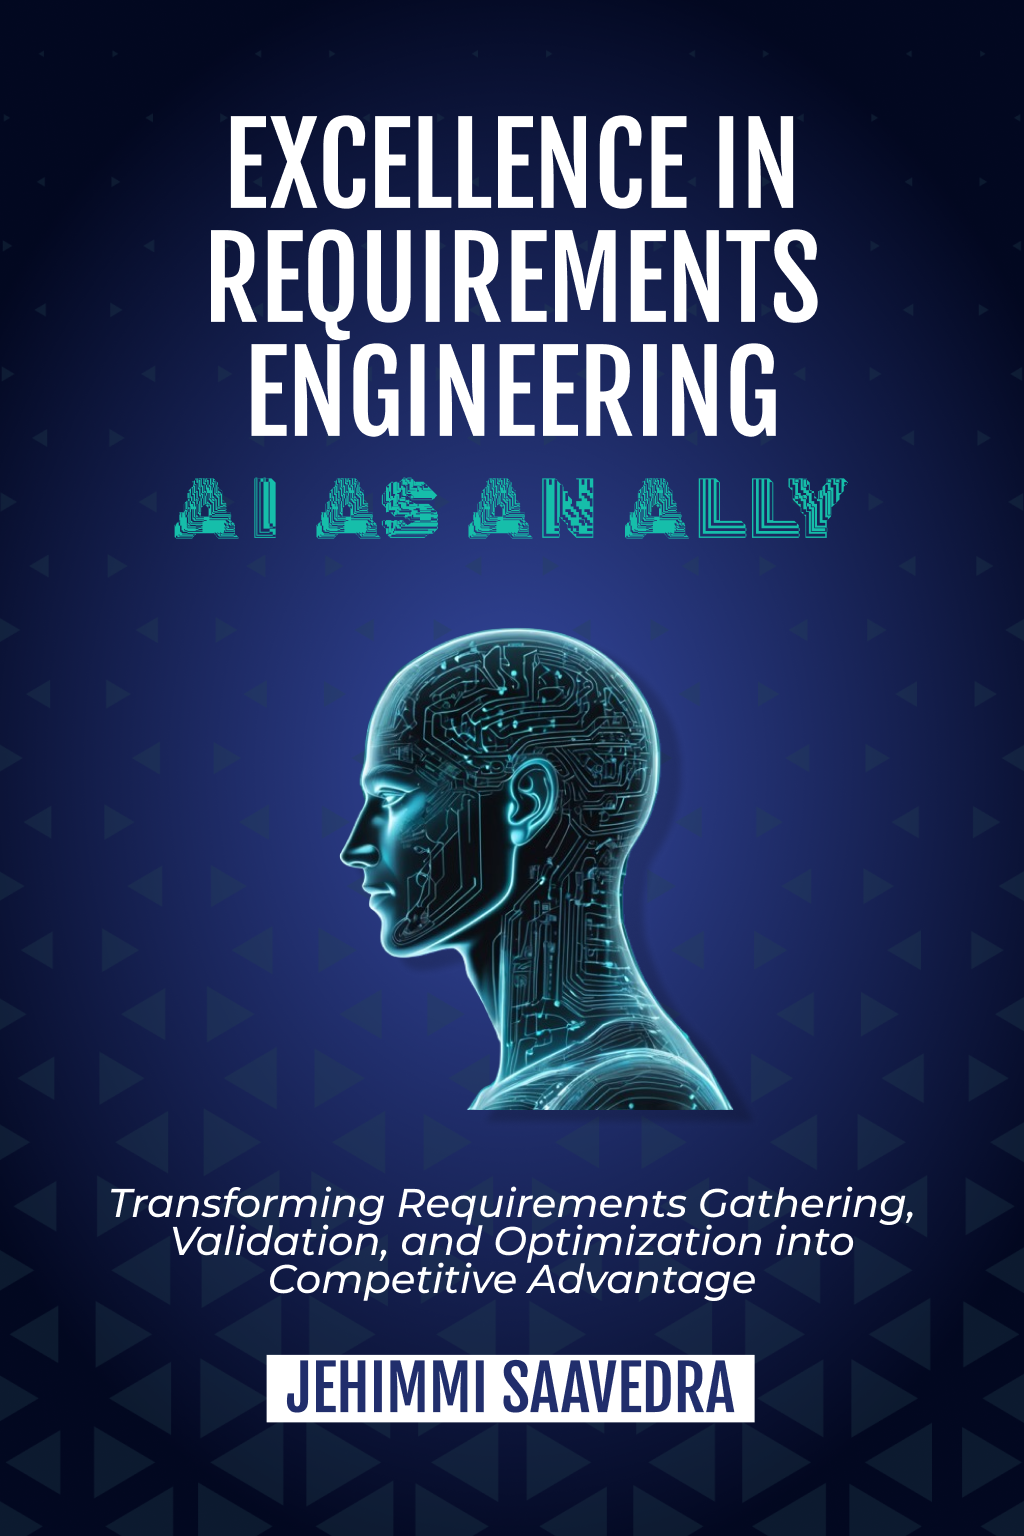 EXCELLENCE IN
REQUIREMENTS
ENGINEERING
AI AS AN ALLY
Transforming Requirements Gathering,
Validation, and Optimization into
Competitive Advantage
JEHIMMI SAAVEDRA